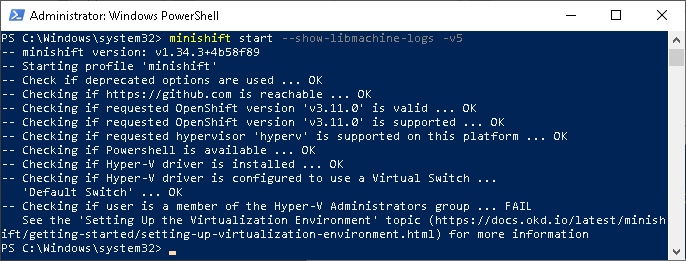 Administrator: Windows PowerShell
PS C:\Windows\system32> minishift start --show-libmachine-logs -v5
-- minishift version: v1.34.3+4b58f89
-- Starting profile 'minishift'
-- Check if deprecated options are used ... OK
-- Checking if https://github.com is reachable ... OK
-- Checking if requested OpenShift version 'v3.11.0' is valid ... OK
-- Checking if requested OpenShift version 'v3.11.0' is supported ... OK
-- Checking if requested hypervisor 'hyperv' is supported on this platform ... OK
-- Checking if Powershell is available ... OK
-- Checking if Hyper-V driver is installed ... OK
-- Checking if Hyper-V driver is configured to use a Virtual Switch ...
   'Default Switch' ... OK
-- Checking if user is a member of the Hyper-V Administrators group ... FAIL
   See the 'Setting Up the Virtualization Environment' topic (https://docs.okd.io/latest/minish
ift/getting-started/setting-up-virtualization-environment.html) for more information
PS C:\Windows\system32>